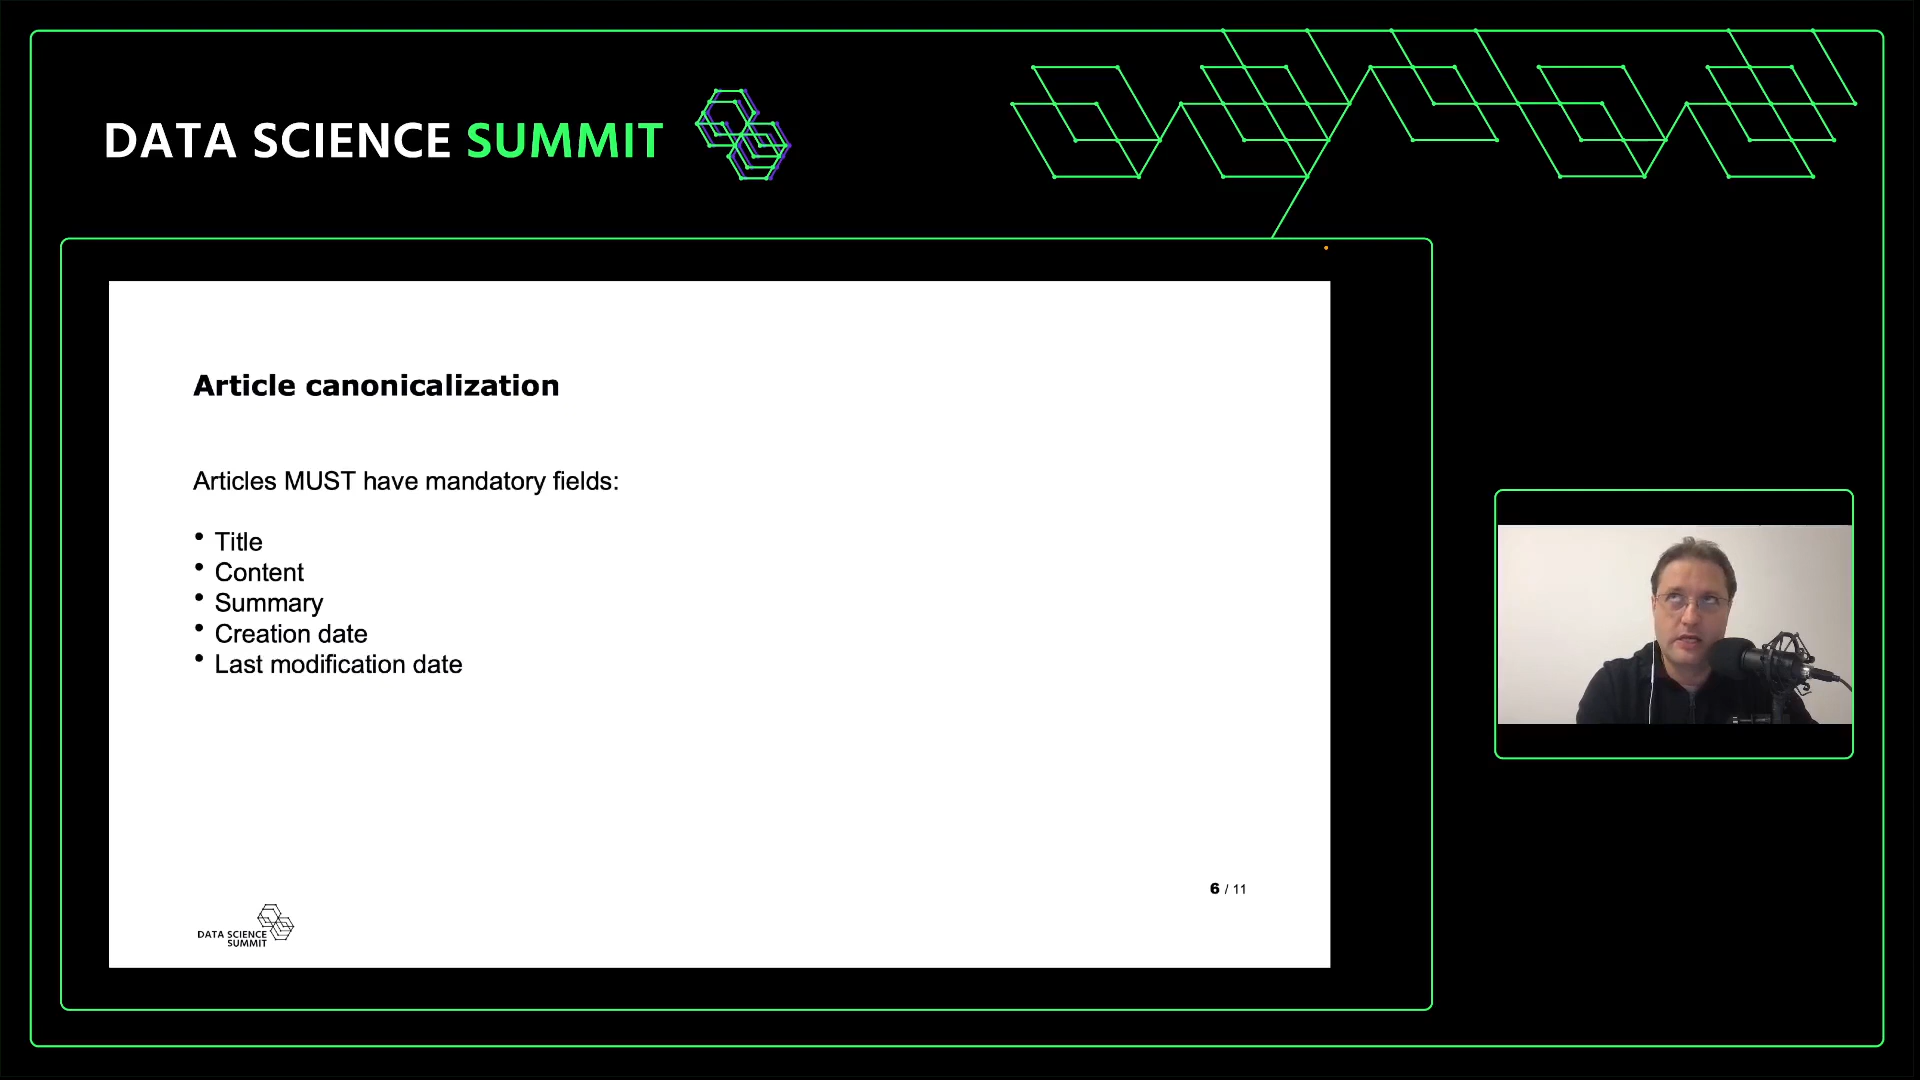 DATA SCIENCE SUMMIT
Article canonicalization
Articles MUST have mandatory fields:
• Title
• Content
• Summary
• Creation date
• Last modification date
6 / 11
DATA SCIENCE
SUMMIT